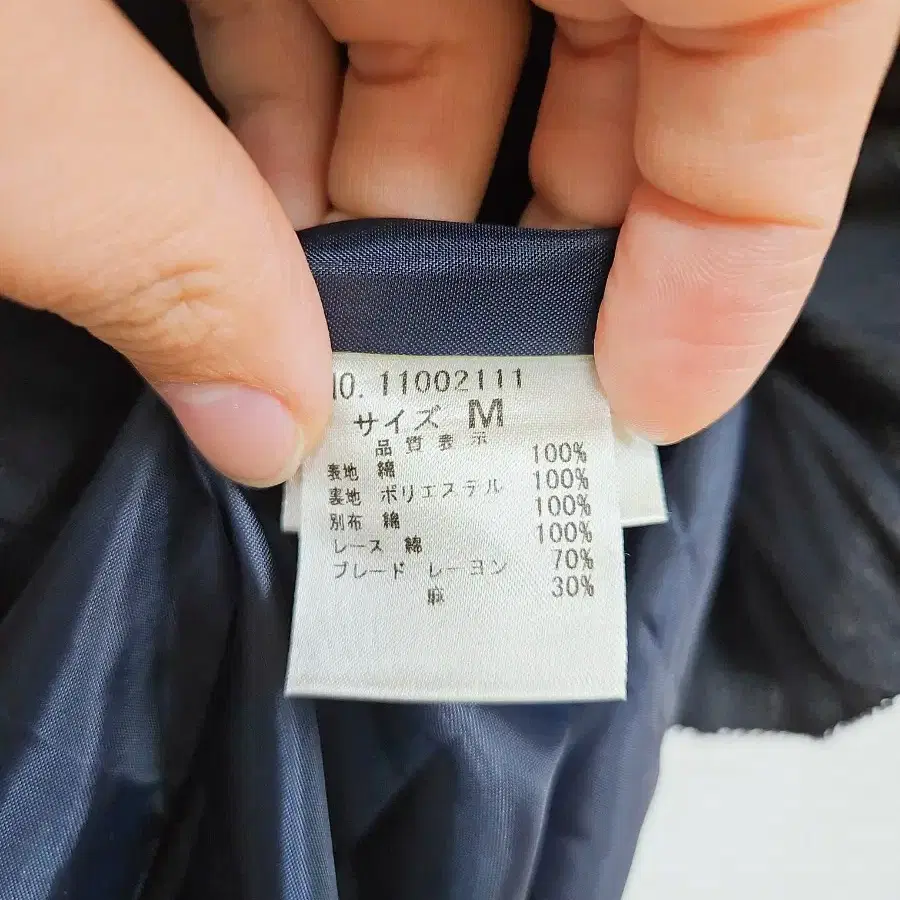 NO. 11002111
サイズ M
品質表示
表地 綿 100%
裏地 ポリエステル 100%
別布 綿 100%
レース 綿 100%
ブレード レーヨン 70%
麻 30%